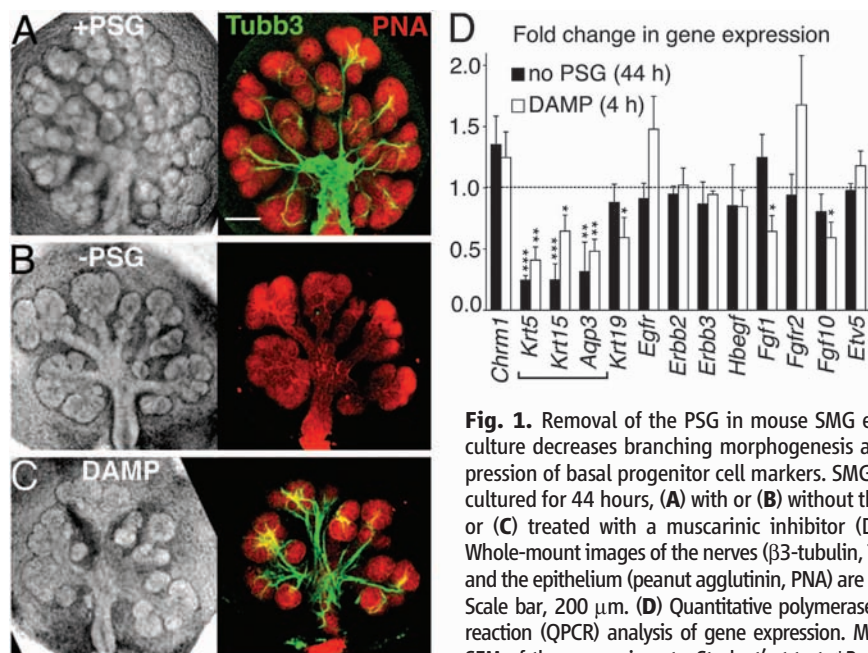 A
+PSG
Tubb3
PNA
B
-PSG
C
DAMP
D
Fold change in gene expression
no PSG (44 h)
DAMP (4 h)
2.0
1.5
1.0
0.5
0.0
***
**
***
*
**
**
*
*
*
Chrm1
Krt5
Krt15
Aqp3
Krt19
Egfr
Erbb2
Erbb3
Hbegf
Fgf1
Fgfr2
Fgf10
Etv5
Fig. 1. Removal of the PSG in mouse SMG e
culture decreases branching morphogenesis a
pression of basal progenitor cell markers. SMG
cultured for 44 hours, (A) with or (B) without th
or (C) treated with a muscarinic inhibitor (D
Whole-mount images of the nerves (β3-tubulin,
and the epithelium (peanut agglutinin, PNA) are
Scale bar, 200 μm. (D) Quantitative polymerase
reaction (QPCR) analysis of gene expression. M